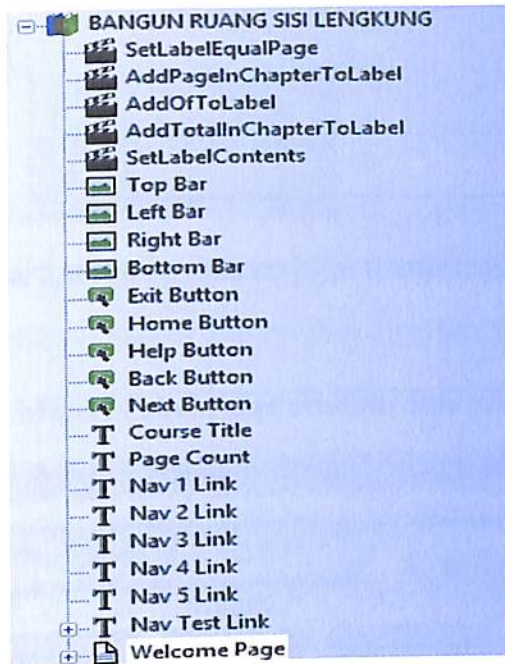 BANGUN RUANG SISI LENGKUNG
SetLabelEqualPage
AddPageInChapterToLabel
AddOfToLabel
AddTotalInChapterToLabel
SetLabelContents
Top Bar
Left Bar
Right Bar
Bottom Bar
Exit Button
Home Button
Help Button
Back Button
Next Button
Course Title
Page Count
Nav 1 Link
Nav 2 Link
Nav 3 Link
Nav 4 Link
Nav 5 Link
Nav Test Link
Welcome Page